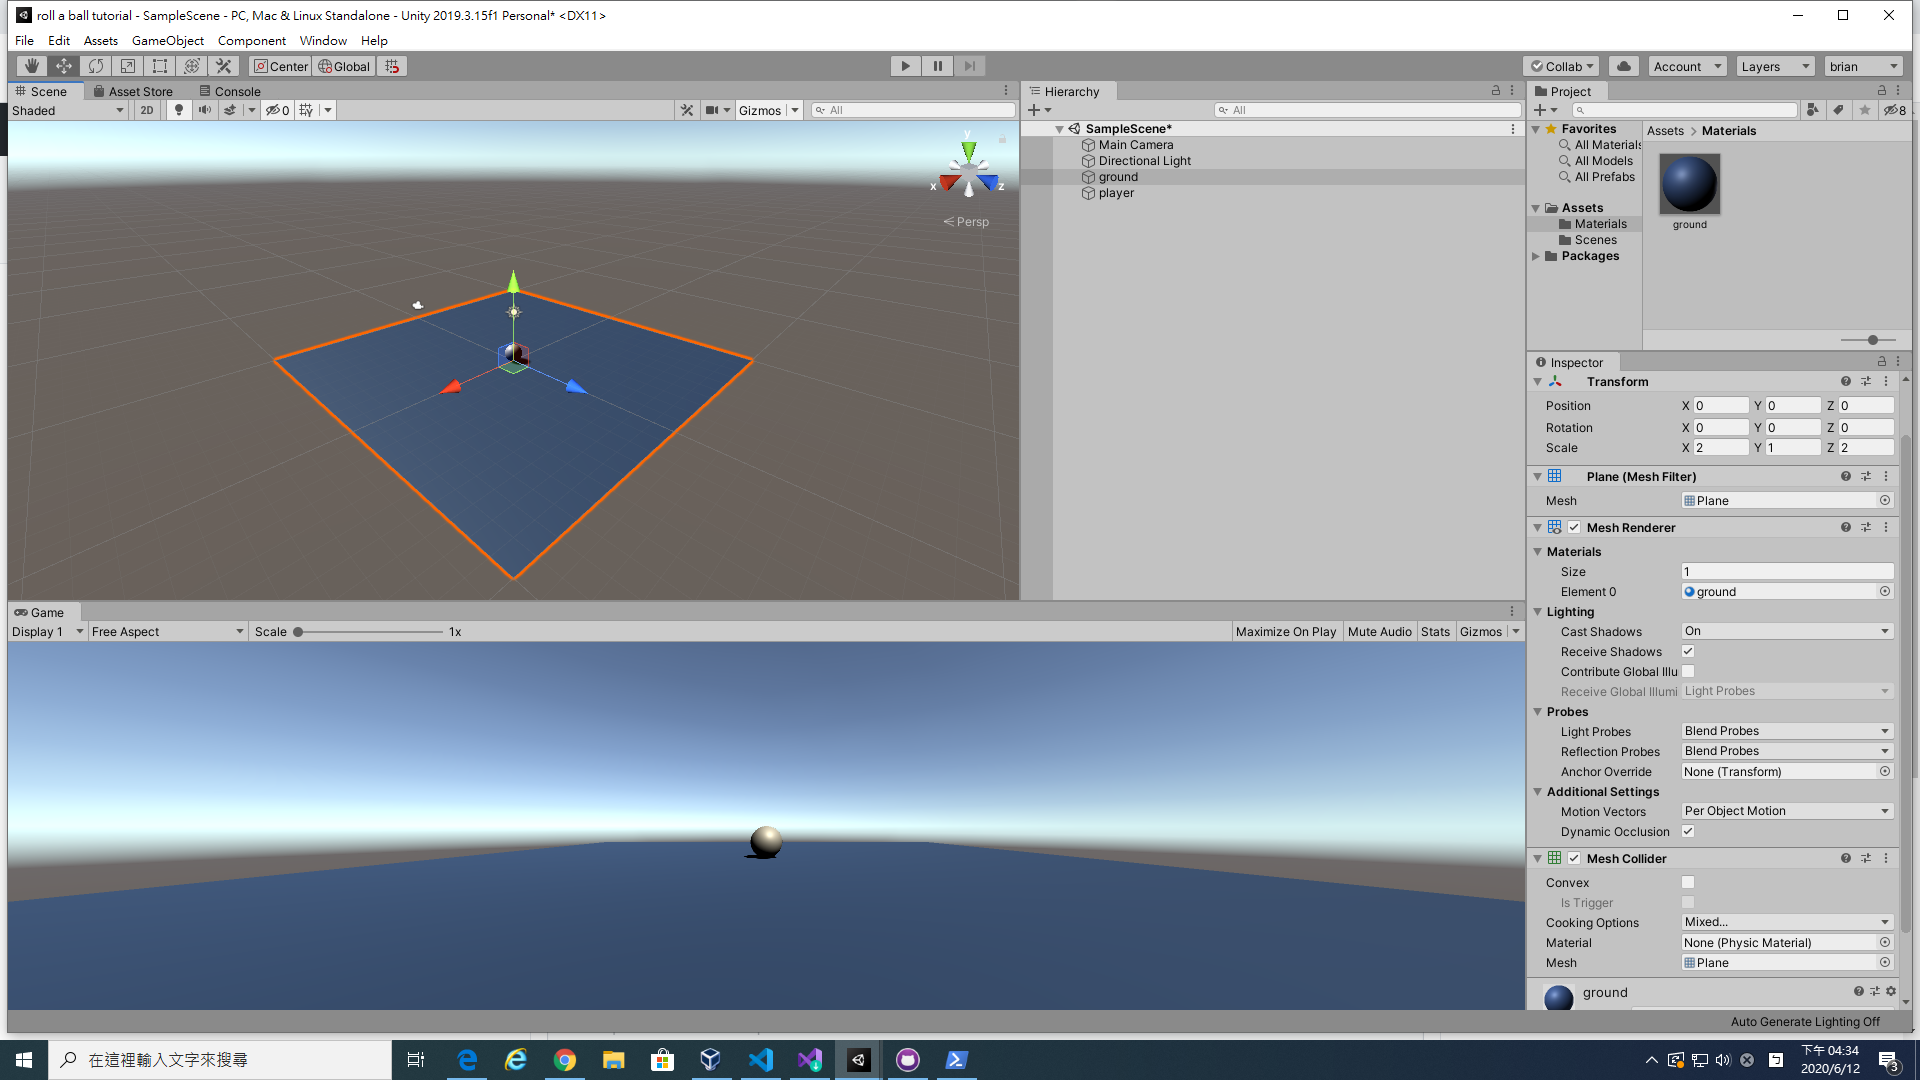 roll a ball tutorial - SampleScene - PC, Mac & Linux Standalone - Unity 2019.3.15f1 Personal* <DX11>
File Edit Assets GameObject Component Window Help
Center Global Collab Account Layers brian
Scene Asset Store Console
Shaded 2D 0 Gizmos All
y
x z
Persp
Hierarchy
All
SampleScene*
Main Camera
Directional Light
ground
player
Project
8
Favorites
All Materials
All Models
All Prefabs
Assets
Materials
Scenes
Packages
Assets > Materials
ground
Inspector
Transform
Position X 0 Y 0 Z 0
Rotation X 0 Y 0 Z 0
Scale X 2 Y 1 Z 2
Plane (Mesh Filter)
Mesh Plane
Mesh Renderer
Materials
Size 1
Element 0 ground
Lighting
Cast Shadows On
Receive Shadows
Contribute Global Illu
Receive Global Illumi Light Probes
Probes
Light Probes Blend Probes
Reflection Probes Blend Probes
Anchor Override None (Transform)
Additional Settings
Motion Vectors Per Object Motion
Dynamic Occlusion
Mesh Collider
Convex
Is Trigger
Cooking Options Mixed...
Material None (Physic Material)
Mesh Plane
ground
Game
Display 1 Free Aspect Scale 1x Maximize On Play Mute Audio Stats Gizmos
Auto Generate Lighting Off
在這裡輸入文字來搜尋
下午 04:34
2020/6/12
3